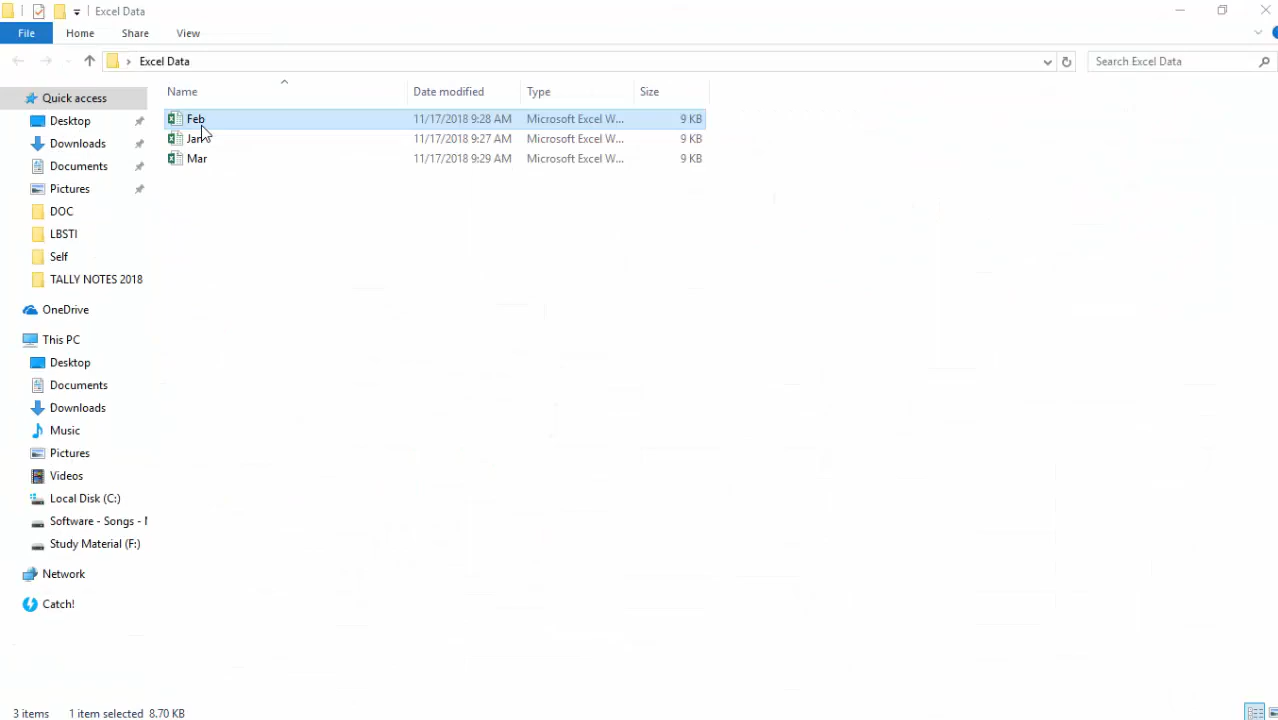 Excel Data
File Home Share View
Excel Data
Search Excel Data
Name Date modified Type Size
Quick access
Desktop
Downloads
Documents
Pictures
DOC
LBSTI
Self
TALLY NOTES 2018
OneDrive
This PC
Desktop
Documents
Downloads
Music
Pictures
Videos
Local Disk (C:)
Software - Songs -
Study Material (F:)
Network
Catch!
Feb 11/17/2018 9:28 AM Microsoft Excel W... 9 KB
Jan 11/17/2018 9:27 AM Microsoft Excel W... 9 KB
Mar 11/17/2018 9:29 AM Microsoft Excel W... 9 KB
3 items 1 item selected 8.70 KB